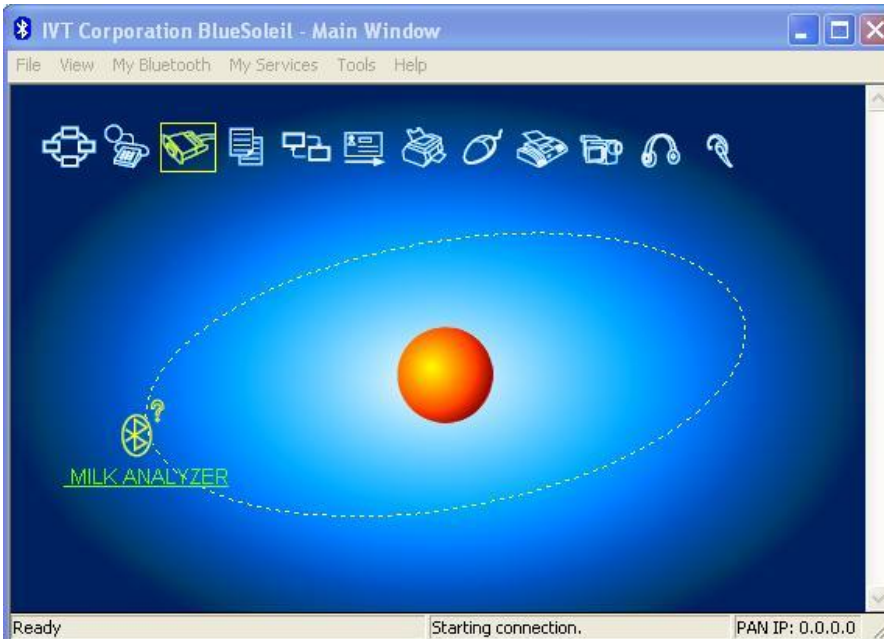 IVT Corporation BlueSoleil - Main Window
File View My Bluetooth My Services Tools Help
?
MILK ANALYZER
Ready Starting connection. PAN IP: 0.0.0.0